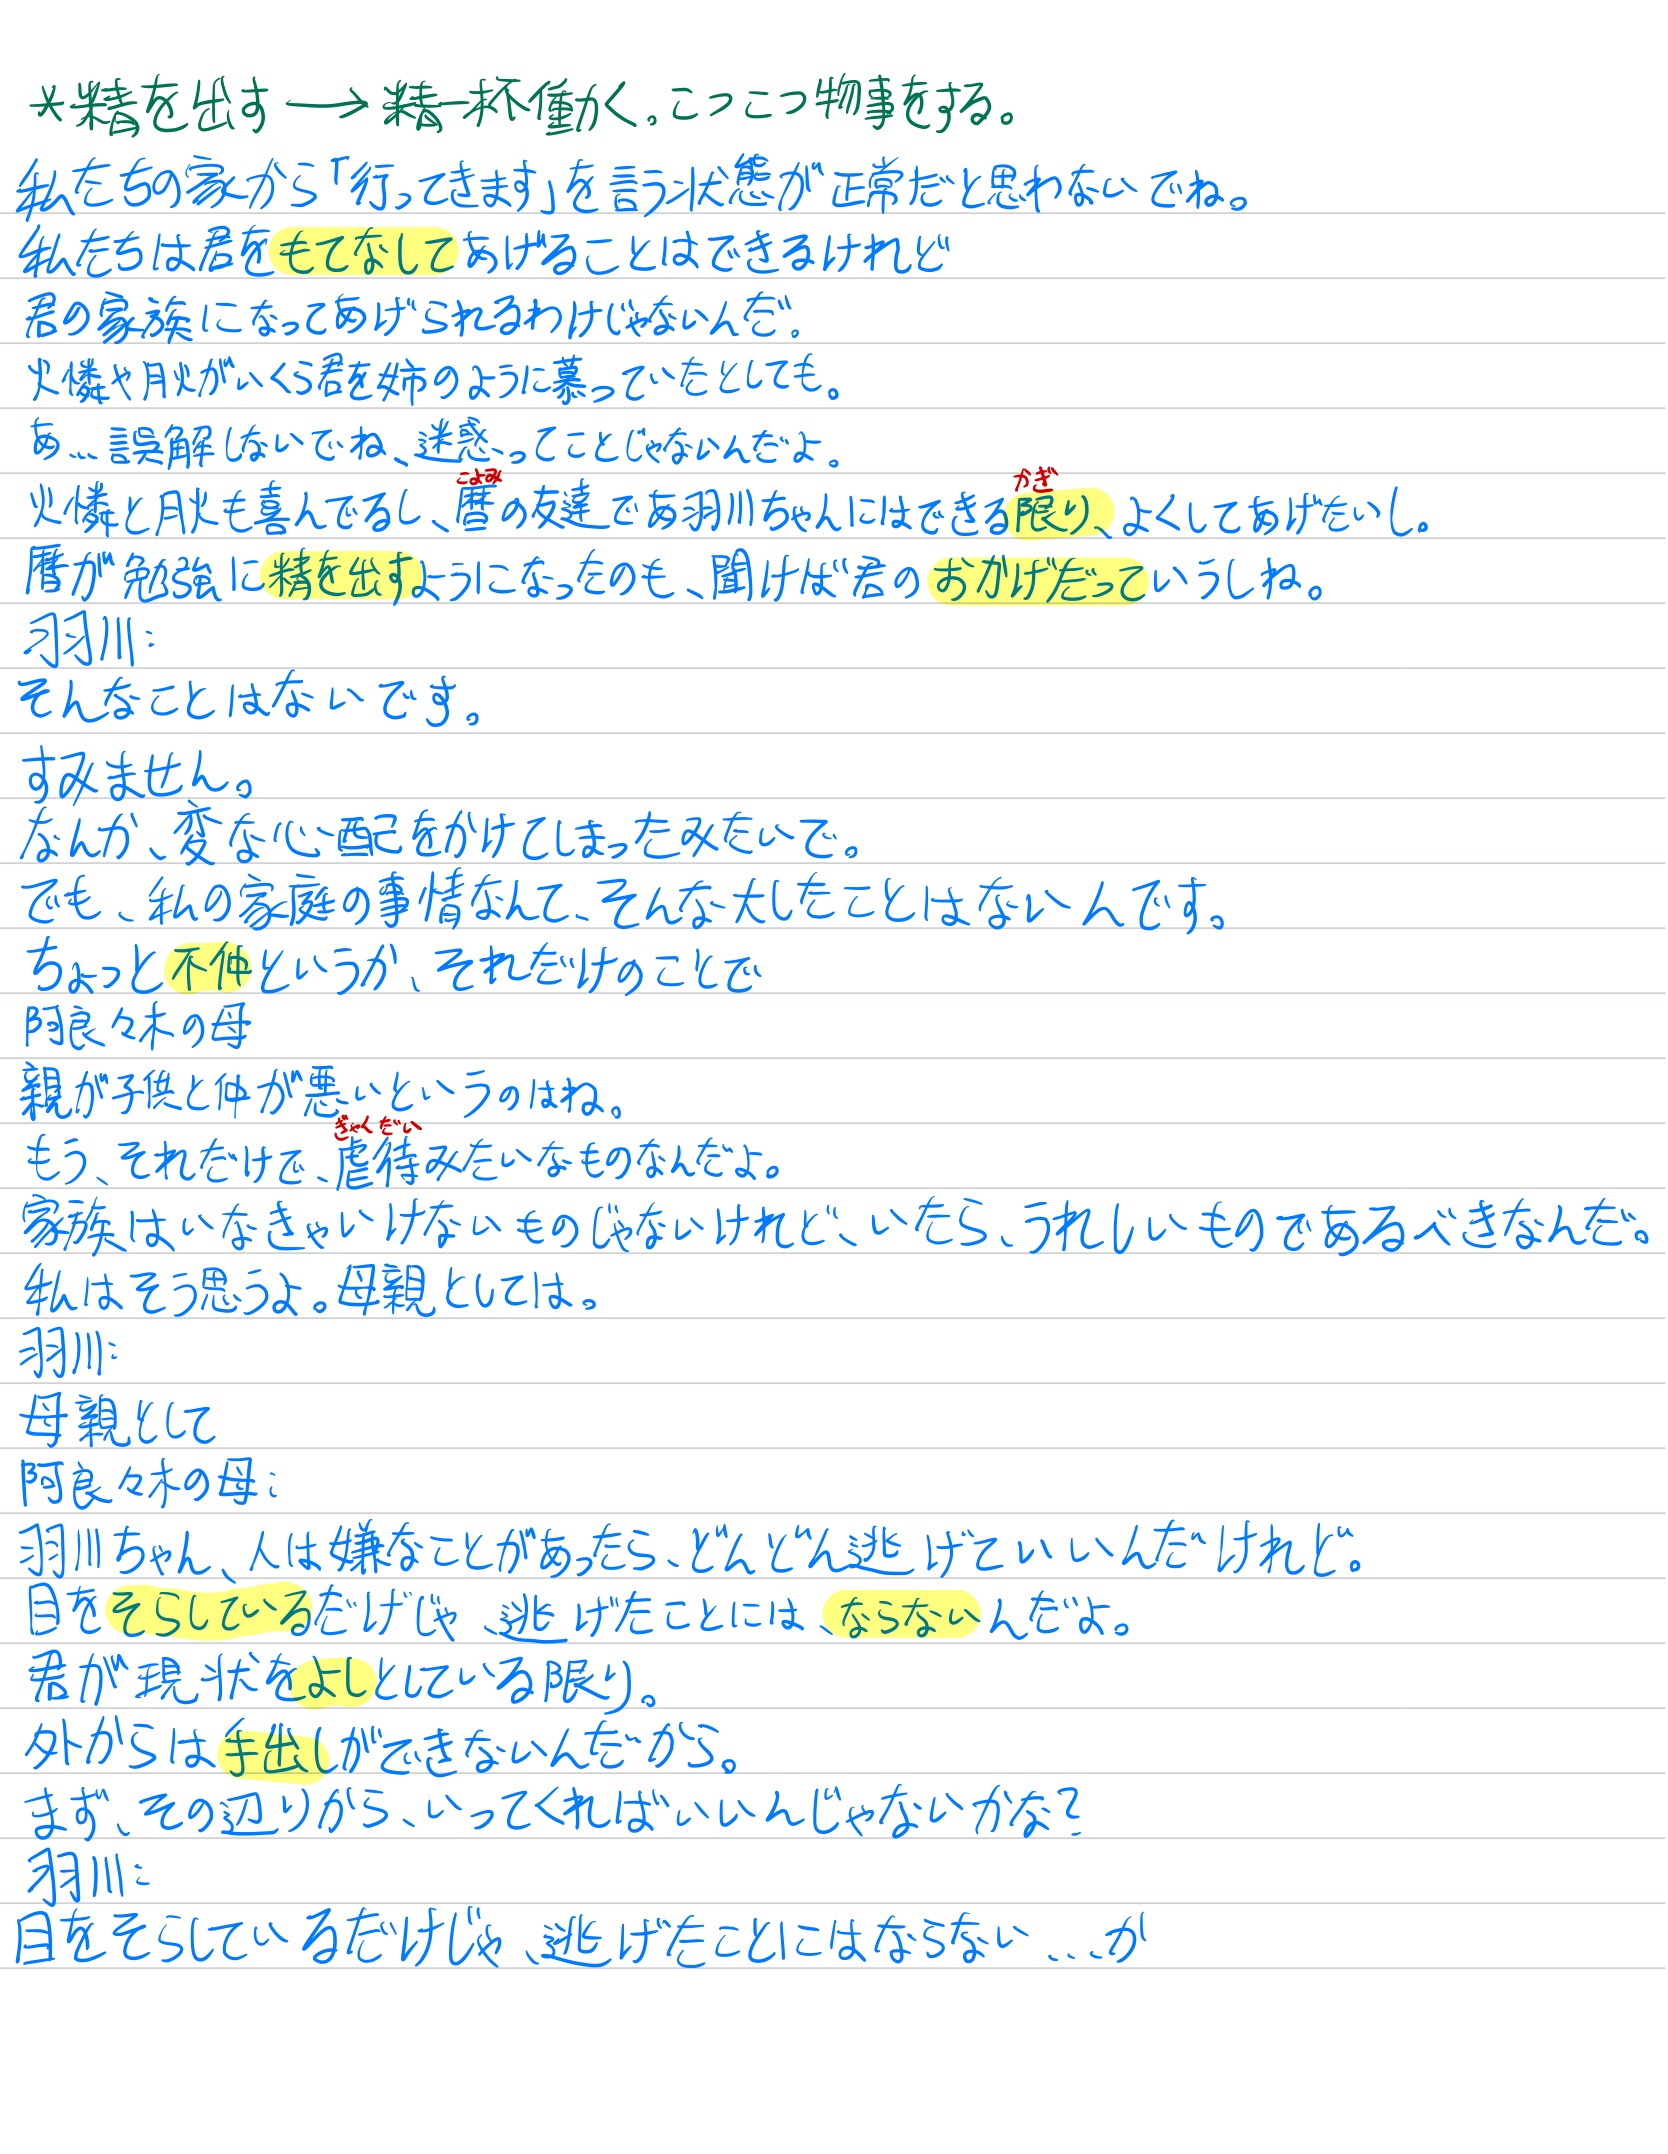 *精を出す→精一杯働く。こつこつ物事をする。
私たちの家から「行ってきます」を言う状態が正常だと思わないでね。
私たちは君をもてなしてあげることはできるけれど
君の家族になってあげられるわけじゃないんだ。
火憐や月火がいくら君を姉のように慕っていたとしても。
あ…誤解しないでね、迷惑ってことじゃないんだよ。
こよみ かぎ
火憐と月火も喜んでるし、暦の友達であ羽川ちゃんにはできる限り、よくしてあげたいし。
暦が勉強に精を出すようになったのも、聞けば君のおかげだっていうしね。
羽川:
そんなことはないです。
すみません。
なんか、変な心配をかけてしまったみたいで。
でも、私の家庭の事情なんて、そんな大したことはないんです。
ちょっと不仲というか、それだけのことで
阿良々木の母
親が子供と仲が悪いというのはね。
ぎゃくだい
もう、それだけで、虐待みたいなものなんだよ。
家族はいなきゃいけないものじゃないけれど、いたら、うれしいものであるべきなんだ。
私はそう思うよ。母親としては。
羽川:
母親として
阿良々木の母:
羽川ちゃん、人は嫌なことがあったら、どんどん逃げていいんだけれど。
目をそらしているだけじゃ、逃げたことには、ならないんだよ。
君が現状をよしとしている限り。
外からは手出しができないんだから。
まず、その辺りから、いってくればいいんじゃないかな?
羽川:
目をそらしているだけじゃ、逃げたことにはならない…か